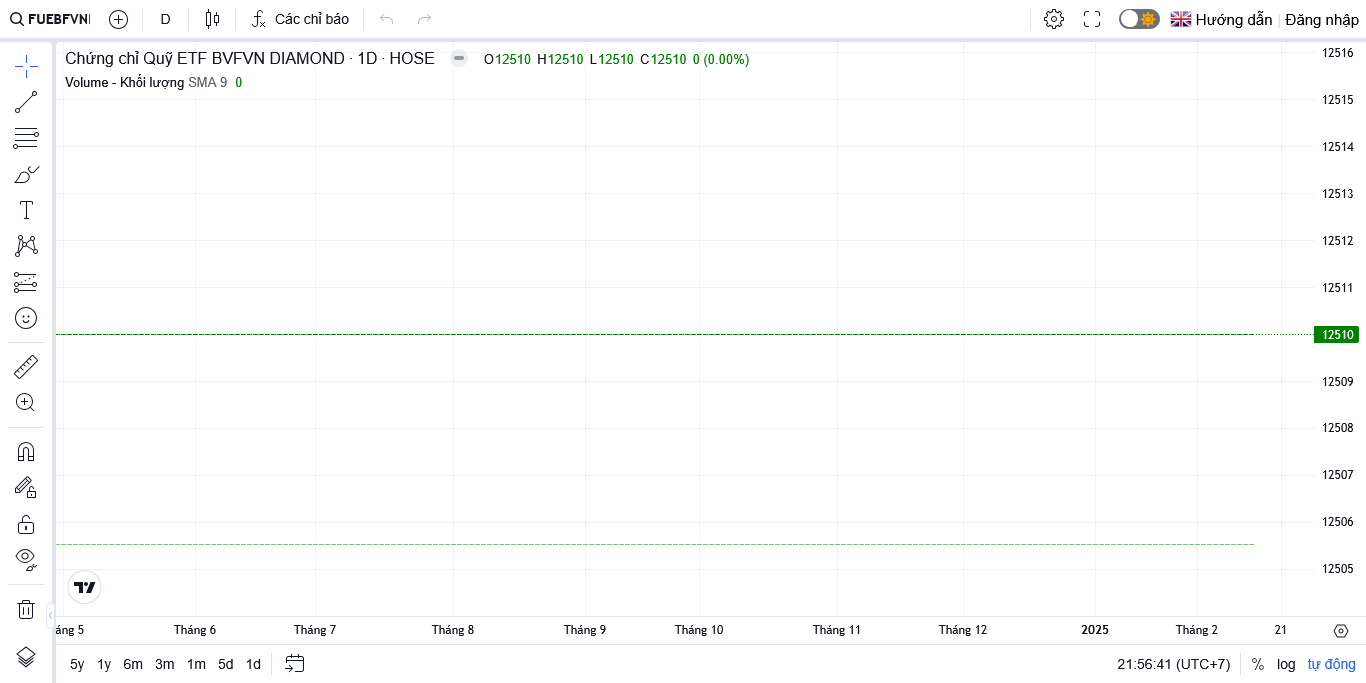 FUEBFVN
D
Các chỉ báo
Hướng dẫn
Đăng nhập
Chứng chỉ Quỹ ETF BVFVN DIAMOND · 1D · HOSE
O12510 H12510 L12510 C12510 0 (0.00%)
Volume - Khối lượng SMA 9 0
12516
12515
12514
12513
12512
12511
12510
12509
12508
12507
12506
12505
áng 5
Tháng 6
Tháng 7
Tháng 8
Tháng 9
Tháng 10
Tháng 11
Tháng 12
2025
Tháng 2
21
5y 1y 6m 3m 1m 5d 1d
21:56:41 (UTC+7)
% log tự động